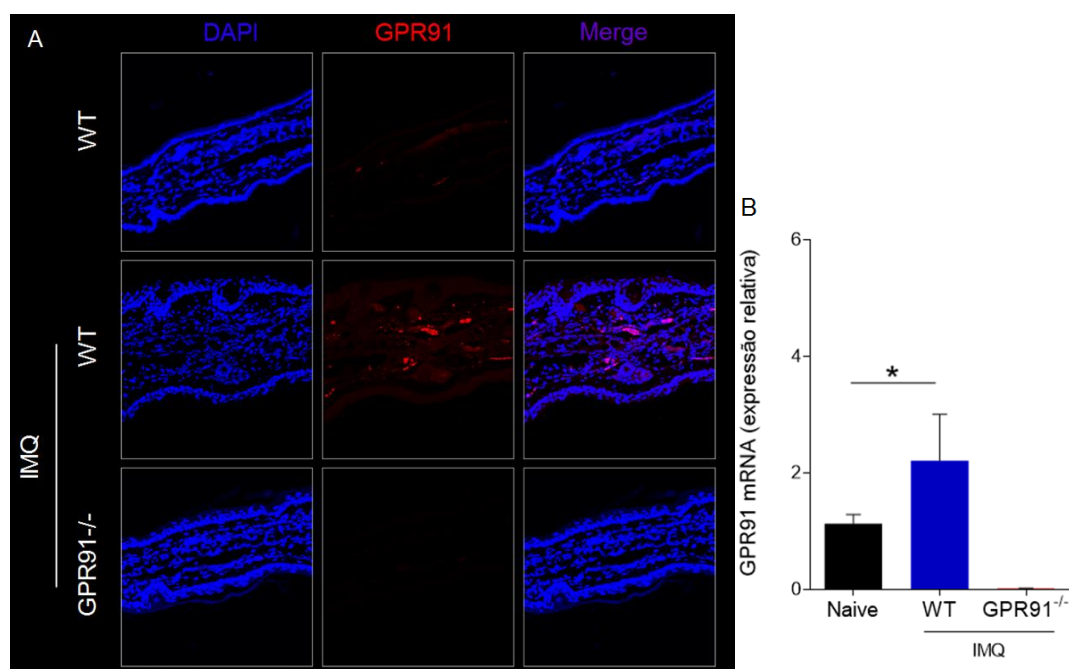 A
DAPI GPR91 Merge
WT
WT
GPR91-/-
IMQ
B
GPR91 mRNA (expressão relativa)
6
4
2
0
*
Naive WT GPR91-/-
IMQ